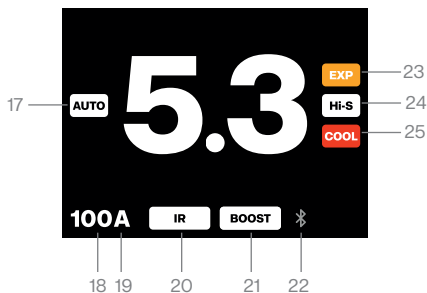 EXP 23
17 AUTO 5.3 Hi-S 24
COOL 25
100A IR BOOST
18 19 20 21 22